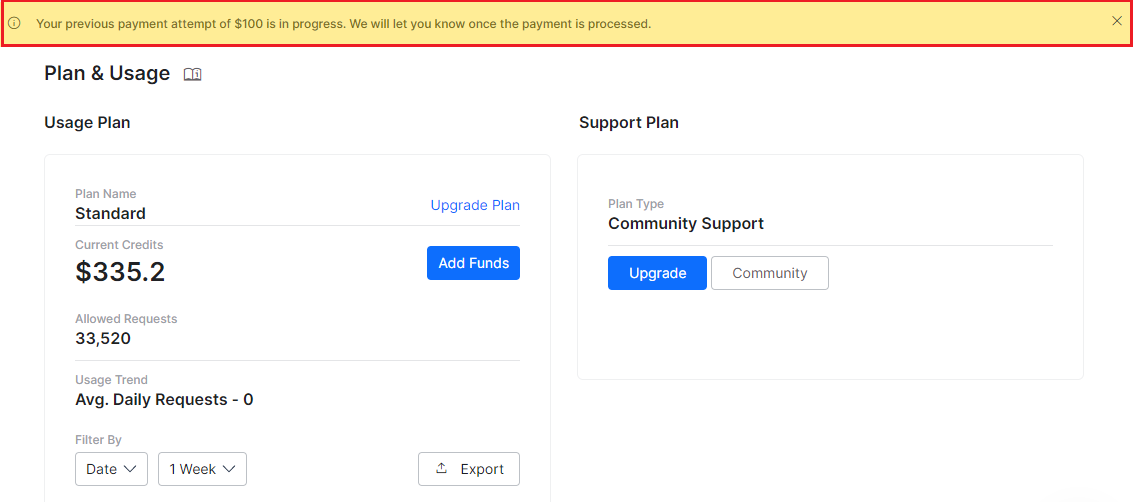 Your previous payment attempt of $100 is in progress. We will let you know once the payment is processed.
Plan & Usage
Usage Plan
Plan Name
Standard
Upgrade Plan
Current Credits
$335.2
Add Funds
Allowed Requests
33,520
Usage Trend
Avg. Daily Requests - 0
Filter By
Date
1 Week
Export
Support Plan
Plan Type
Community Support
Upgrade
Community